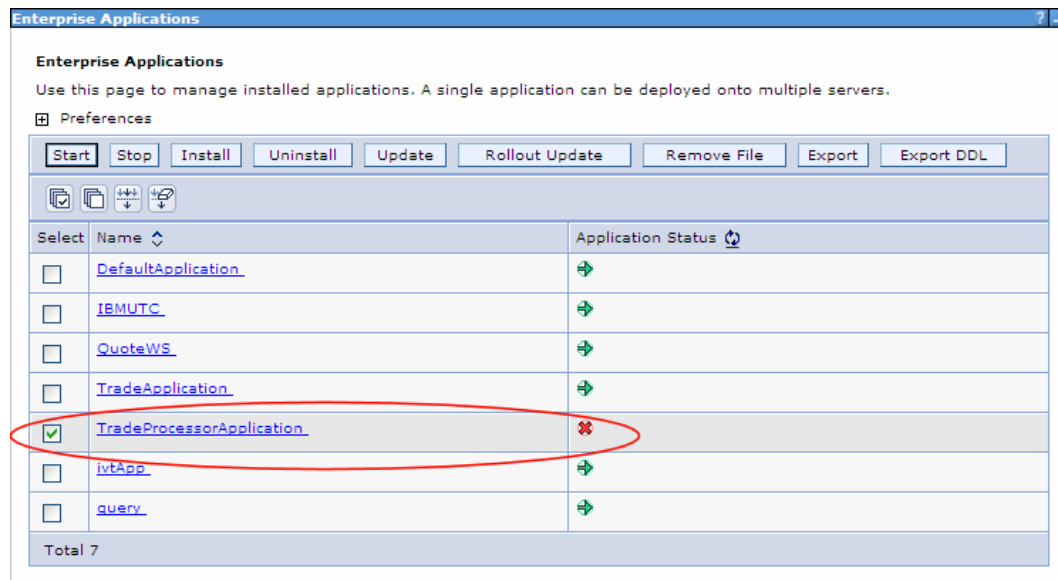 Enterprise Applications ? -
Enterprise Applications
Use this page to manage installed applications. A single application can be deployed onto multiple servers.
Preferences
Start Stop Install Uninstall Update Rollout Update Remove File Export Export DDL
Select Name Application Status
DefaultApplication
IBMUTC
QuoteWS
TradeApplication
TradeProcessorApplication
ivtApp
query
Total 7